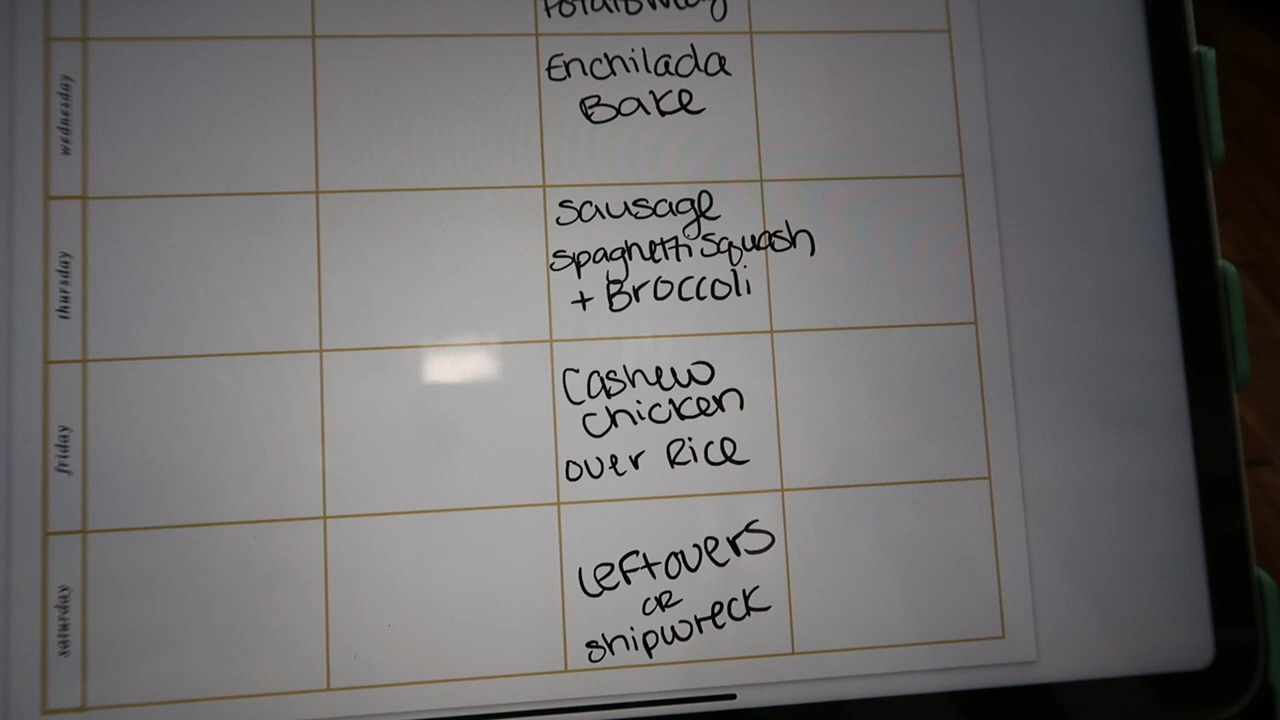 wednesday
Enchilada
Bake
thursday
sausage
spaghetti squash
+ Broccoli
friday
Cashew
chicken
over Rice
saturday
Leftovers
OR
shipwreck